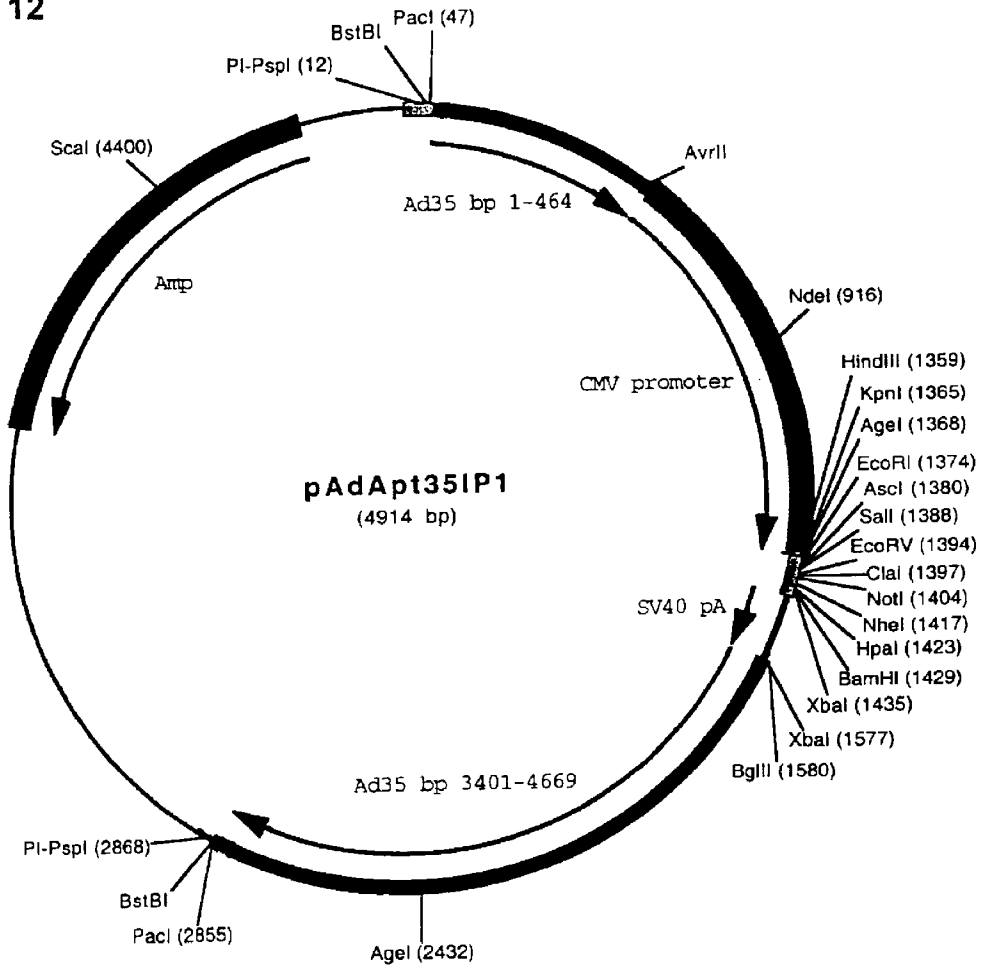 12
PacI (47)
BstBI
PI-PspI (12)
ScaI (4400)
AvrII
Ad35 bp 1-464
Amp
NdeI (916)
HindIII (1359)
CMV promoter
KpnI (1365)
AgeI (1368)
EcoRI (1374)
pAdApt35IP1
AscI (1380)
(4914 bp)
SalI (1388)
EcoRV (1394)
ClaI (1397)
NotI (1404)
SV40 pA
NheI (1417)
HpaI (1423)
BamHI (1429)
XbaI (1435)
XbaI (1577)
BglII (1580)
Ad35 bp 3401-4669
PI-PspI (2868)
BstBI
PacI (2855)
AgeI (2432)